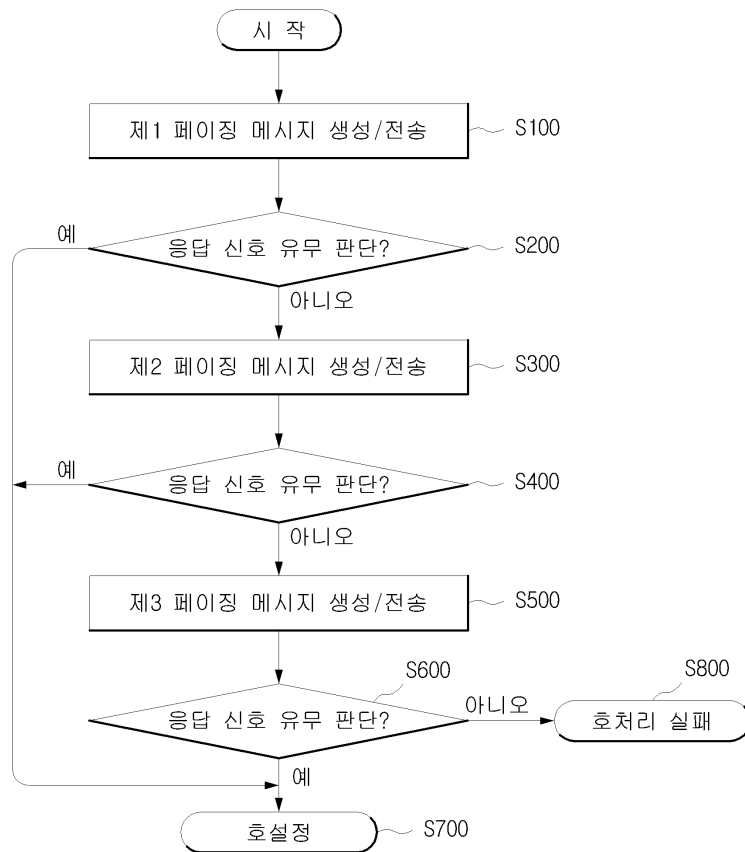 시 작
제1 페이징 메시지 생성/전송
S100
예
응답 신호 유무 판단?
S200
아니오
제2 페이징 메시지 생성/전송
S300
예
응답 신호 유무 판단?
S400
아니오
제3 페이징 메시지 생성/전송
S500
S600
응답 신호 유무 판단?
아니오
S800
호처리 실패
예
호설정
S700